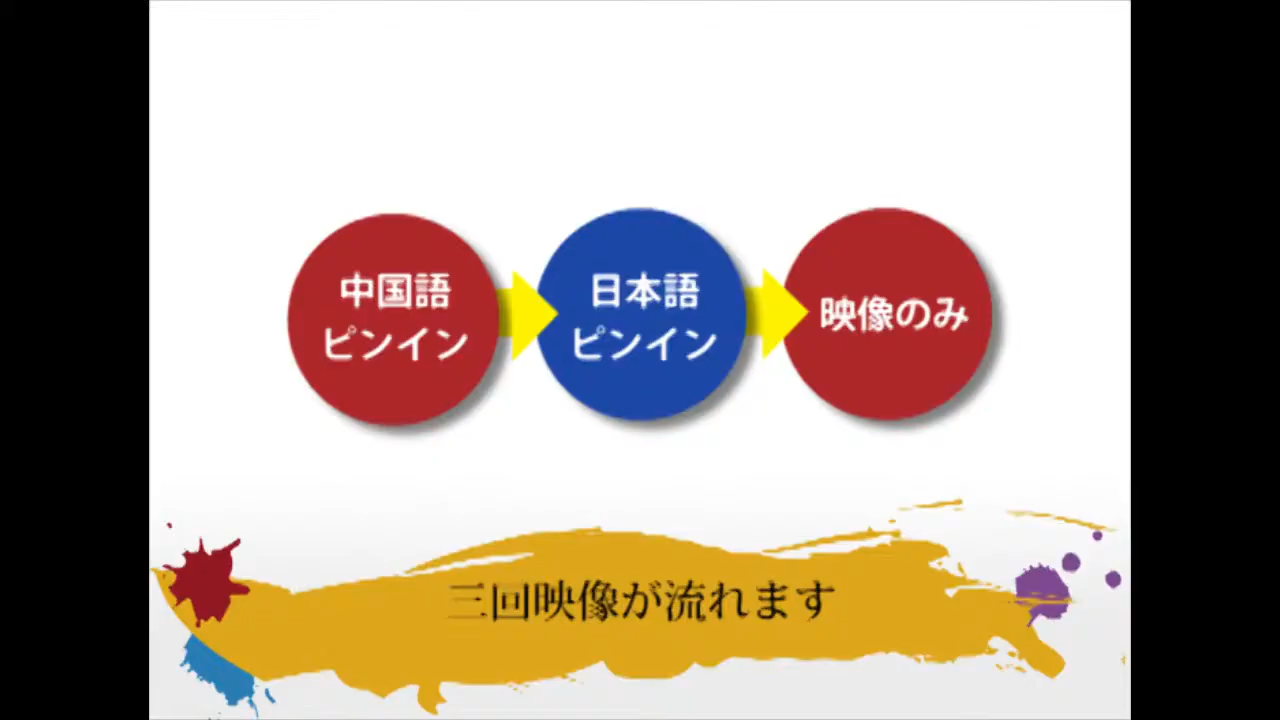 中国語
ピンイン
日本語
ピンイン
映像のみ
三回映像が流れます